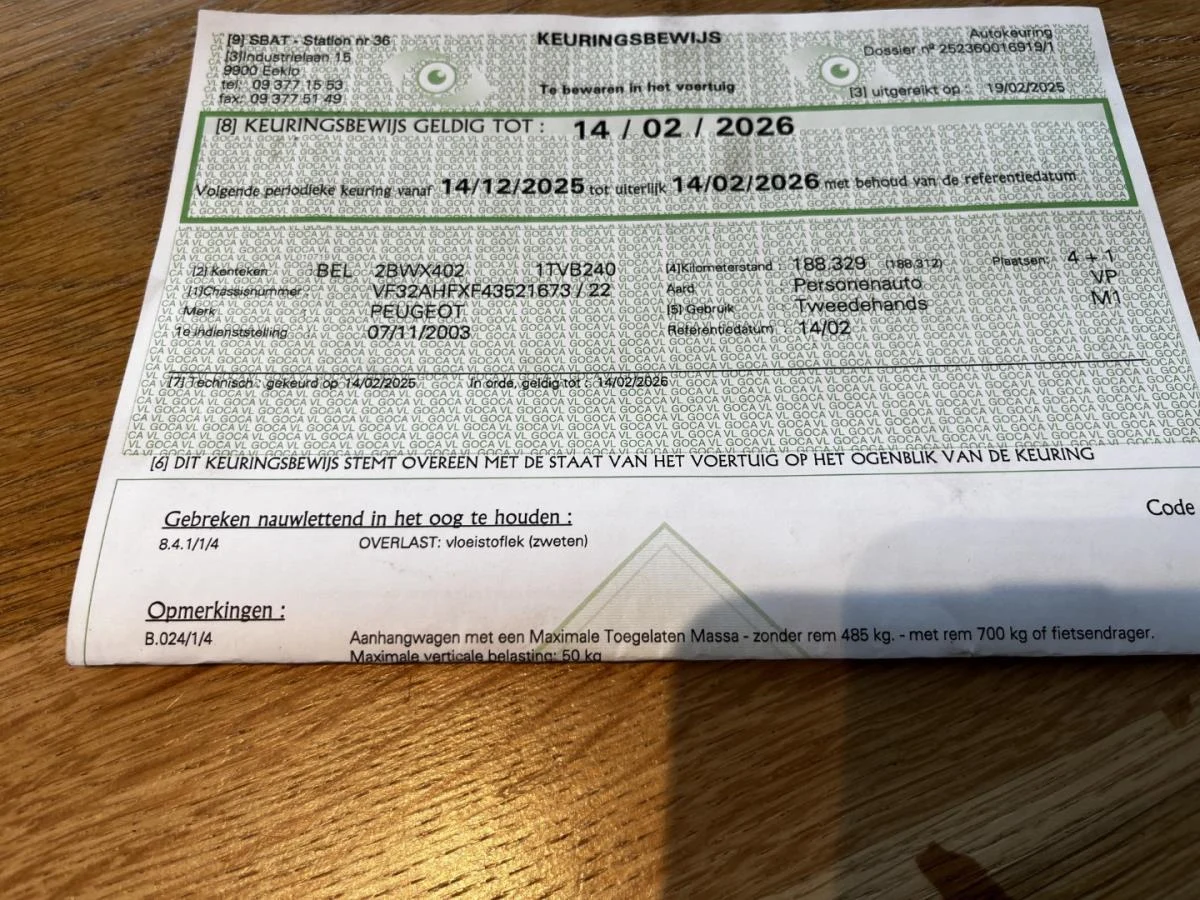 [9] SBAT - Station nr 36
[3]Industrielaan 15
9900 Eeklo
tel: 09 377 15 53
fax: 09 377 51 49
KEURINGSBEWIJS
Te bewaren in het voertuig
Autokeuring
Dossier nº 252360016919/1
[3] uitgereikt op : 19/02/2025
[8] KEURINGSBEWIJS GELDIG TOT : 14 / 02 / 2026
Volgende periodieke keuring vanaf 14/12/2025 tot uiterlijk 14/02/2026 met behoud van de referentiedatum
[2] Kenteken BEL 2BWX402 1TVB240
[1]Chassisnummer : VF32AHFXF43521673 / 22
Merk PEUGEOT
1e indienststelling : 07/11/2003
[4]Kilometerstand : 188.329 (188.312) Plaatsen: 4 + 1
Aard Personenauto VP
[5] Gebruik : Tweedehands M1
Referentiedatum : 14/02
[7] Technisch : gekeurd op 14/02/2025 In orde, geldig tot : 14/02/2026
[6] DIT KEURINGSBEWIJS STEMT OVEREEN MET DE STAAT VAN HET VOERTUIG OP HET OGENBLIK VAN DE KEURING
Gebreken nauwlettend in het oog te houden : Code
8.4.1/1/4 OVERLAST: vloeistoflek (zweten)
Opmerkingen :
B.024/1/4 Aanhangwagen met een Maximale Toegelaten Massa - zonder rem 485 kg. - met rem 700 kg of fietsendrager.
Maximale verticale belasting: 50 kg